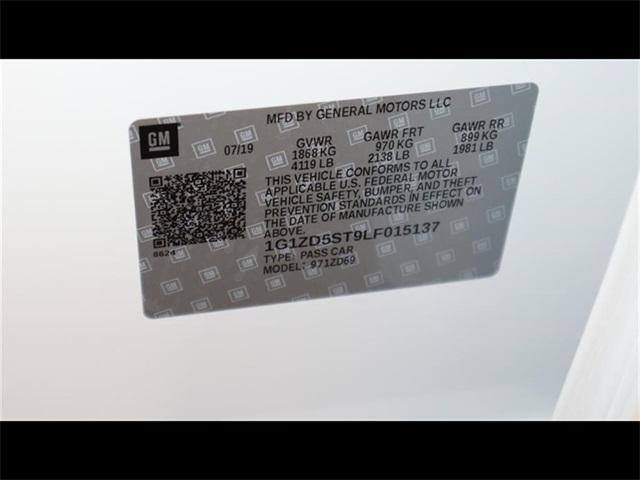 MFD BY GENERAL MOTORS LLC
GM
07/19
GVWR GAWR FRT GAWR RR
1868 KG 970 KG 899 KG
4119 LB 2138 LB 1981 LB
THIS VEHICLE CONFORMS TO ALL
APPLICABLE U.S. FEDERAL MOTOR
VEHICLE SAFETY, BUMPER, AND THEFT
PREVENTION STANDARDS IN EFFECT ON
THE DATE OF MANUFACTURE SHOWN
ABOVE.
1G1ZD5ST9LF015137
8624
TYPE: PASS CAR
MODEL: 971ZD69